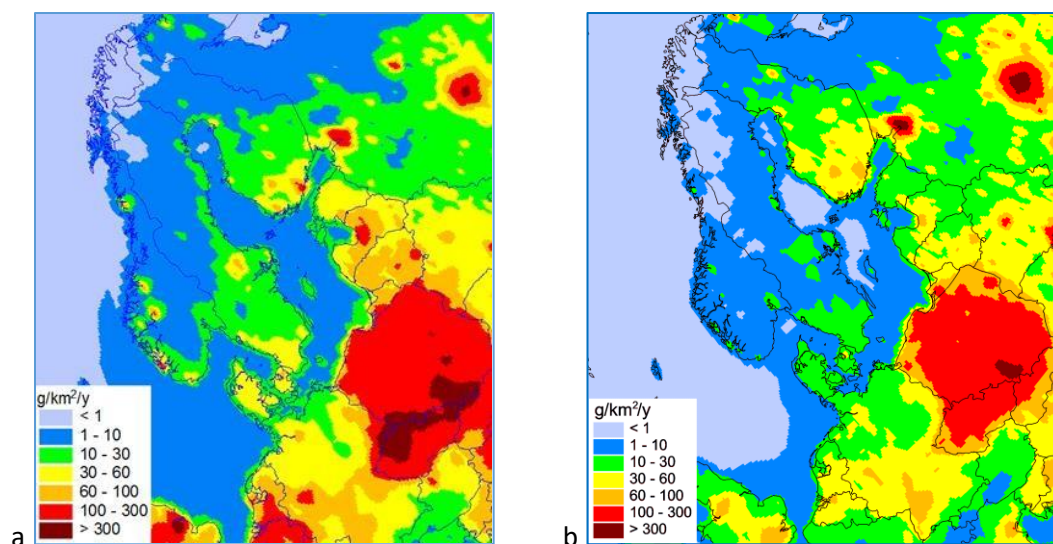 g/km²/y
< 1
1 - 10
10 - 30
30 - 60
60 - 100
100 - 300
> 300
a
g/km²/y
< 1
1 - 10
10 - 30
30 - 60
60 - 100
100 - 300
> 300
b